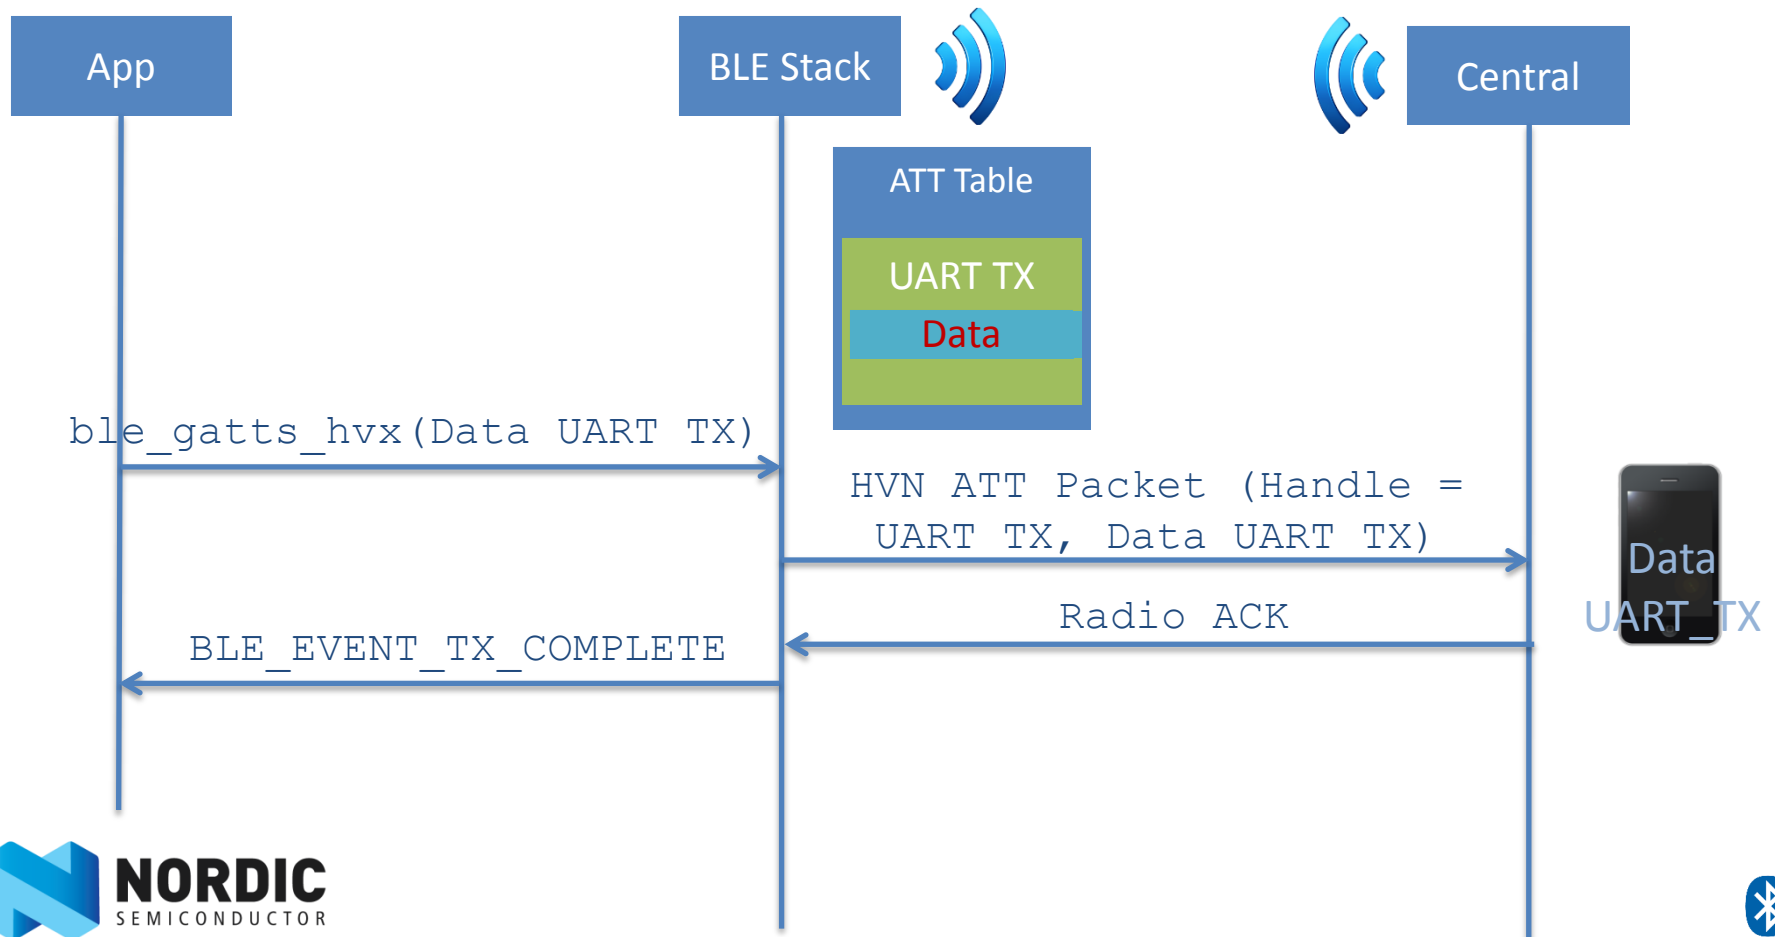 App
BLE Stack
Central
ATT Table
UART TX
Data
ble_gatts_hvx(Data UART TX)
HVN ATT Packet (Handle =
UART TX, Data UART TX)
Data
UART_TX
Radio ACK
BLE_EVENT_TX_COMPLETE
NORDIC
SEMICONDUCTOR